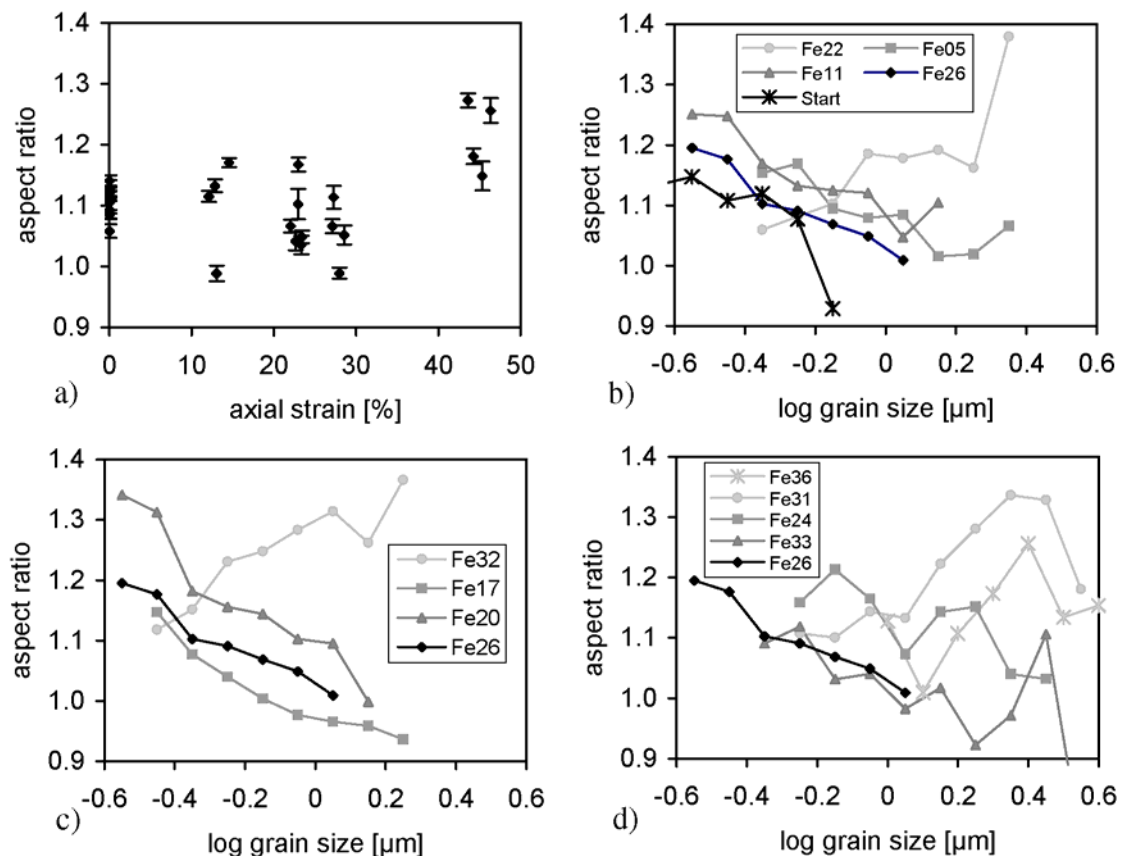 1.4
1.3
1.2
1.1
1.0
0.9
aspect ratio
0 10 20 30 40 50
axial strain [%]
a)
1.4
1.3
1.2
1.1
1.0
0.9
aspect ratio
Fe22 Fe05
Fe11 Fe26
Start
-0.6 -0.4 -0.2 0 0.2 0.4 0.6
log grain size [µm]
b)
1.4
1.3
1.2
1.1
1.0
0.9
aspect ratio
Fe32
Fe17
Fe20
Fe26
-0.6 -0.4 -0.2 0 0.2 0.4 0.6
log grain size [µm]
c)
1.4
1.3
1.2
1.1
1.0
0.9
aspect ratio
Fe36
Fe31
Fe24
Fe33
Fe26
-0.6 -0.4 -0.2 0 0.2 0.4 0.6
log grain size [µm]
d)